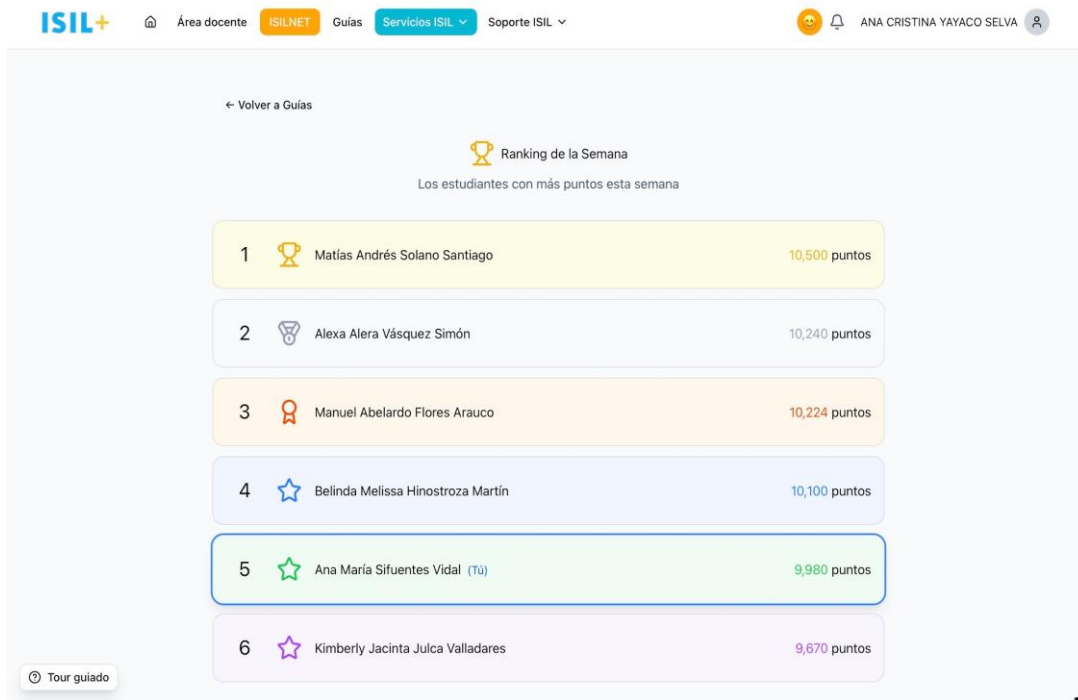 ISIL+ Área docente ISILNET Guías Servicios ISIL Soporte ISIL ANA CRISTINA YAYACO SELVA
← Volver a Guías
Ranking de la Semana
Los estudiantes con más puntos esta semana
1 Matías Andrés Solano Santiago 10,500 puntos
2 Alexa Alera Vásquez Simón 10,240 puntos
3 Manuel Abelardo Flores Arauco 10,224 puntos
4 Belinda Melissa Hinostroza Martín 10,100 puntos
5 Ana María Sifuentes Vidal (Tú) 9,980 puntos
6 Kimberly Jacinta Julca Valladares 9,670 puntos
? Tour guiado